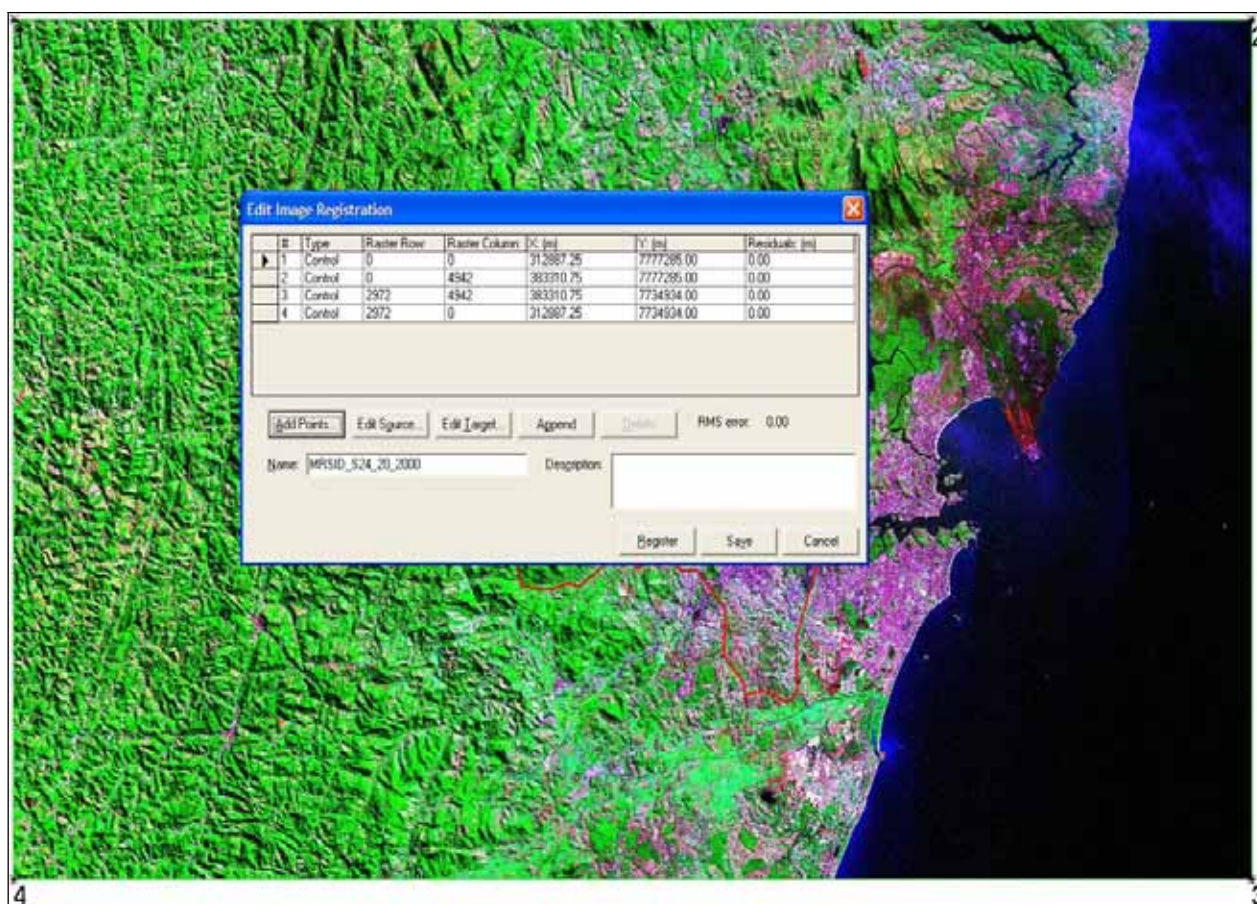 2
Edit Image Registration
# Type Raster Row Raster Column X: (m) Y: (m) Residuals: (m)
1 Control 0 0 312887.25 7777285.00 0.00
2 Control 0 4942 383310.75 7777285.00 0.00
3 Control 2972 4942 383310.75 7734934.00 0.00
4 Control 2972 0 312887.25 7734934.00 0.00
Add Points... Edit Source... Edit Target... Append Delete RMS error: 0.00
Name: MRSID_S24_20_2000 Description:
Register Save Cancel
4